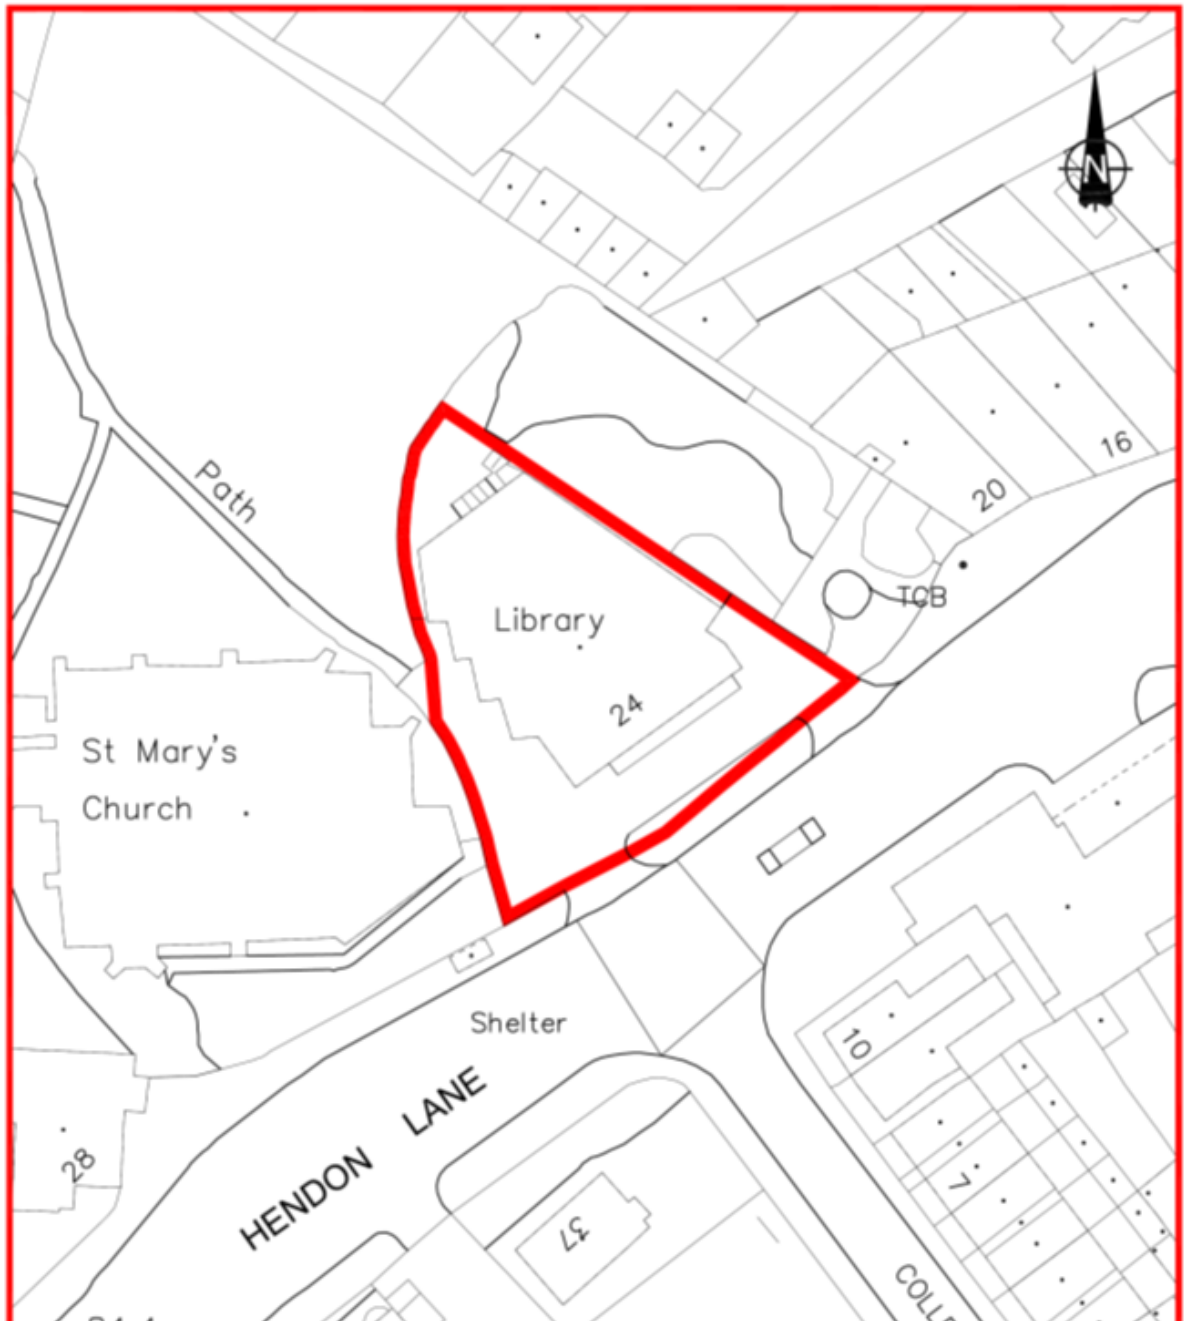 N
Path
16
20
TCB
Library
24
St Mary's
Church
Shelter
10
HENDON LANE
28
7
37